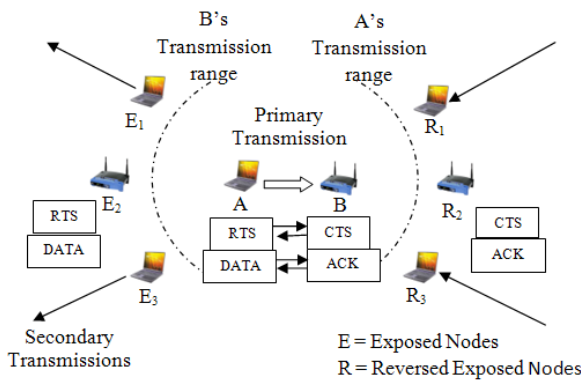 B's
Transmission
range
A's
Transmission
range
Primary
Transmission
E1
R1
E2
A
B
R2
RTS
DATA
RTS
CTS
DATA
ACK
CTS
ACK
E3
R3
Secondary
Transmissions
E = Exposed Nodes
R = Reversed Exposed Nodes